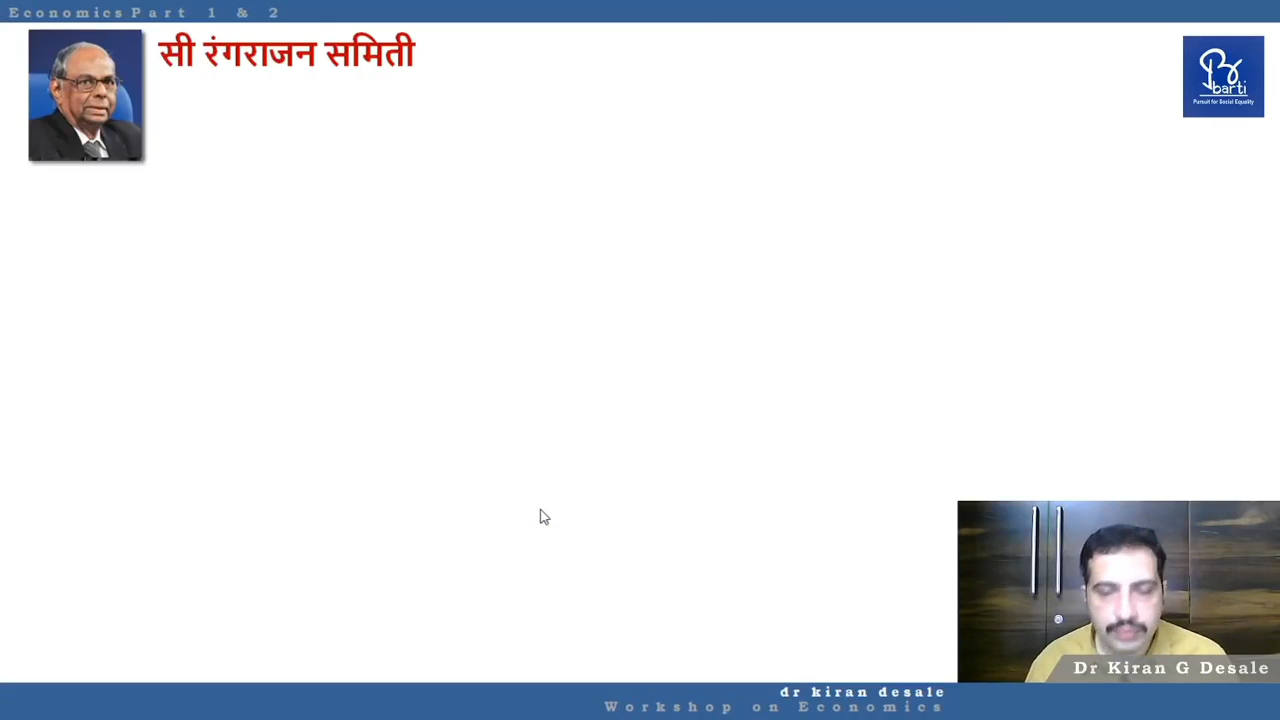 Economics Part 1 & 2
सी रंगराजन समिती
barti
Pursuit for Social Equality
Dr Kiran G Desale
dr kiran desale
Workshop on Economics